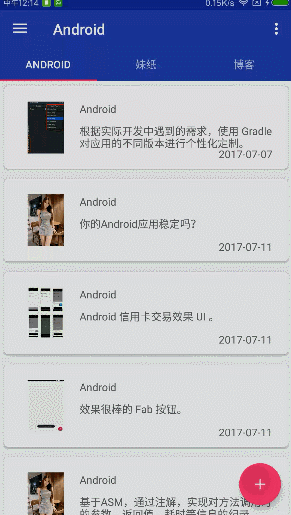 中午12:14
0.15K/s
Android
ANDROID 妹纸 博客
Android
根据实际开发中遇到的需求，使用 Gradle
对应用的不同版本进行个性化定制。
2017-07-07
Android
你的Android应用稳定吗?
2017-07-11
Android
Android 信用卡交易效果 UI 。
2017-07-11
Android
效果很棒的 Fab 按钮。
2017-07-11
Android
基于ASM，通过注解，实现对方法调用时
的参数、返回值、耗时等信息的纪录